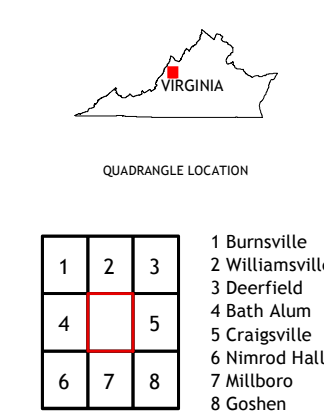 VIRGINIA
QUADRANGLE LOCATION
1 2 3
4 5
6 7 8
1 Burnsville
2 Williamsville
3 Deerfield
4 Bath Alum
5 Craigsville
6 Nimrod Hall
7 Millboro
8 Goshen